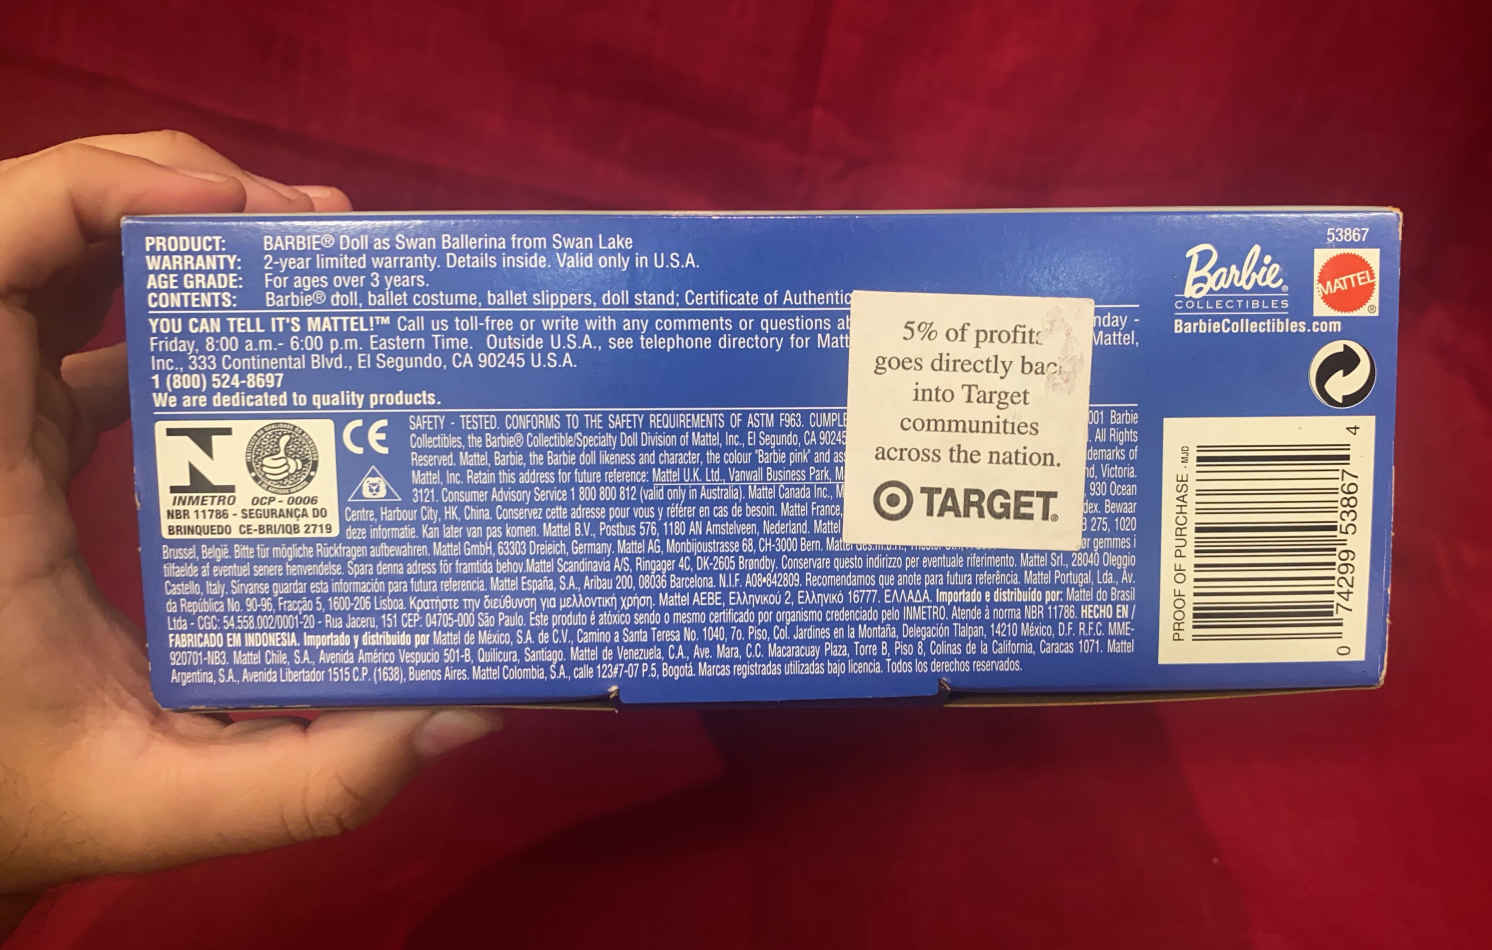 PRODUCT: BARBIE® Doll as Swan Ballerina from Swan Lake
WARRANTY: 2-year limited warranty. Details inside. Valid only in U.S.A.
AGE GRADE: For ages over 3 years.
CONTENTS: Barbie® doll, ballet costume, ballet slippers, doll stand; Certificate of
YOU CAN TELL IT'S MATTEL!™ Call us toll-free or write with any comments or questions
Friday, 8:00 a.m.- 6:00 p.m. Eastern Time. Outside U.S.A., see telephone directory for Mattel,
Inc., 333 Continental Blvd., El Segundo, CA 90245 U.S.A.
1 (800) 524-8697
We are dedicated to quality products.
5% of profits
goes directly back
into Target
communities
across the nation.
TARGET.
53867
Barbie®
COLLECTIBLES
BarbieCollectibles.com
MATTEL ®
INMETRO OCP - 0006
NBR 11786 - SEGURANÇA DO
BRINQUEDO CE-BRI/IQB 2719
CE
SAFETY - TESTED. CONFORMS TO THE SAFETY REQUIREMENTS OF ASTM F963. Barbie
Collectibles, the Barbie® Collectible/Specialty Doll Division of Mattel, Inc., El Segundo, CA 90245 All Rights
Reserved. Mattel, Barbie, the Barbie doll likeness and character, the colour "Barbie pink" and
Mattel, Inc. Retain this address for future reference: Mattel U.K. Ltd., Vanwall Business Park, Victoria.
3121. Consumer Advisory Service 1 800 800 812 (valid only in Australia). Mattel Canada Inc., 930 Ocean
Centre, Harbour City, HK, China. Conservez cette adresse pour vous y référer en cas de besoin. Mattel France, Bewaar
deze informatie. Kan later van pas komen. Mattel B.V., Postbus 576, 1180 AN Amstelveen, Nederland. Mattel 275, 1020
Brussel, België. Bitte für mögliche Rückfragen aufbewahren. Mattel GmbH, 63303 Dreieich, Germany. Mattel AG, Monbijoustrasse 68, CH-3000 Bern. gemmes i
tilfaelde af eventuel senere henvendelse. Spara denna adress för framtida behov.Mattel Scandinavia A/S, Ringager 4C, DK-2605 Brøndby. Conservare questo indirizzo per eventuale riferimento. Mattel Srl., 28040 Oleggio
Castello, Italy. Sirvanse guardar esta información para futura referencia. Mattel España, S.A., Aribau 200, 08036 Barcelona. N.I.F. A08•842809. Recomendamos que anote para futura referência. Mattel Portugal, Lda., Av.
da República No. 90-96, Fracção 5, 1600-206 Lisboa. Κρατήστε την διεύθυνση για μελλοντική χρήση. Mattel AEBE, Ελληνικού 2, Ελληνικό 16777. ΕΛΛΑΔΑ. Importado e distribuido por: Mattel do Brasil
Ltda - CGC: 54.558.002/0001-20 - Rua Jaceru, 151 CEP: 04705-000 São Paulo. Este produto é atóxico sendo o mesmo certificado por organismo credenciado pelo INMETRO. Atende à norma NBR 11786. HECHO EN /
FABRICADO EM INDONESIA. Importado y distribuido por Mattel de México, S.A. de C.V., Camino a Santa Teresa No. 1040, 7o. Piso, Col. Jardines en la Montaña, Delegación Tlalpan, 14210 México, D.F. R.F.C. MME-
920701-NB3. Mattel Chile, S.A., Avenida Américo Vespucio 501-B, Quilicura, Santiago. Mattel de Venezuela, C.A., Ave. Mara, C.C. Macaracuay Plaza, Torre B, Piso 8, Colinas de la California, Caracas 1071. Mattel
Argentina, S.A., Avenida Libertador 1515 C.P. (1638), Buenos Aires. Mattel Colombia, S.A., calle 123#7-07 P.5, Bogotá. Marcas registradas utilizadas bajo licencia. Todos los derechos reservados.
PROOF OF PURCHASE - MJD
0 74299 53867 4